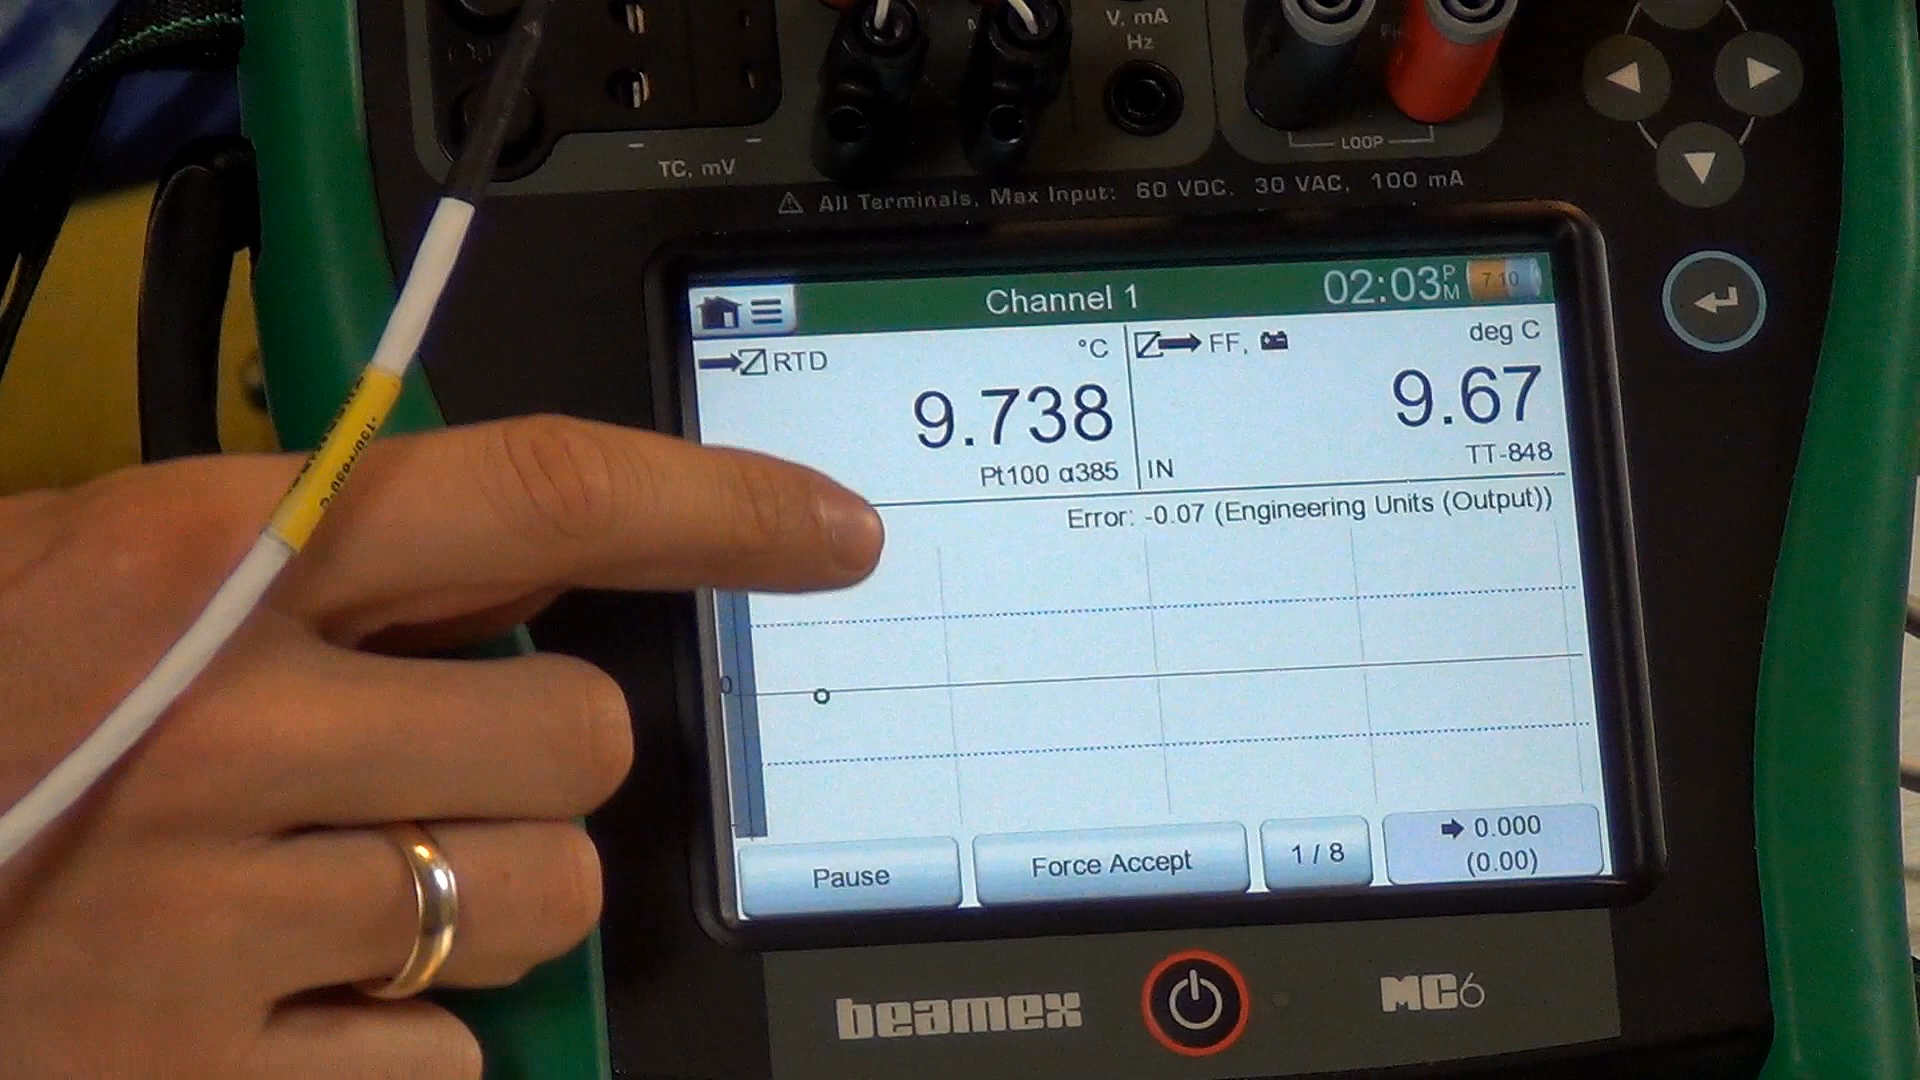 V, mA
Hz
TC, mV
LOOP
All Terminals, Max Input: 60 VDC, 30 VAC, 100 mA
Channel 1
02:03 PM
7 10
RTD
°C
9.738
Pt100 α385
FF,
deg C
9.67
TT-848
IN
Error: -0.07 (Engineering Units (Output))
0
Pause
Force Accept
1 / 8
0.000
(0.00)
beamex
MC6